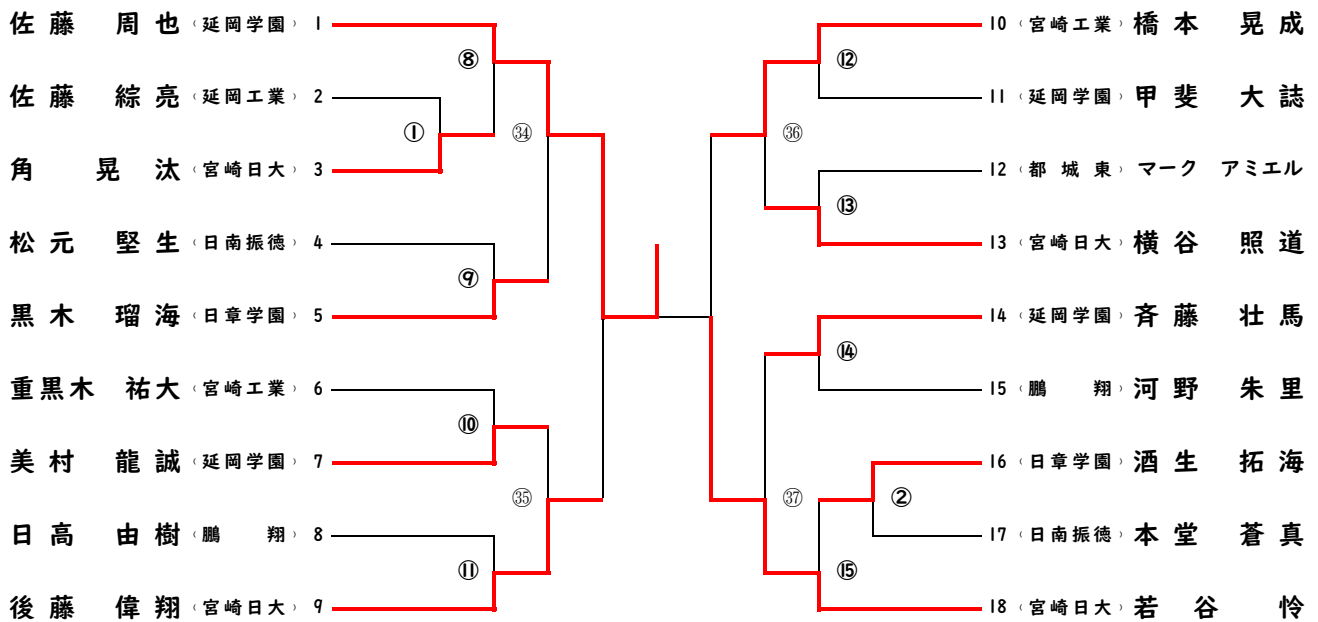 佐藤 周也（延岡学園）1
⑧
佐藤 綜亮（延岡工業）2
①
㉞
角 晃汰（宮崎日大）3
松元 堅生（日南振徳）4
⑨
黒木 瑠海（日章学園）5
重黒木 祐大（宮崎工業）6
⑩
美村 龍誠（延岡学園）7
㉟
日高 由樹（鵬 翔）8
⑪
後藤 偉翔（宮崎日大）9
10（宮崎工業）橋本 晃成
⑫
11（延岡学園）甲斐 大誌
㊱
12（都城東）マーク アミエル
⑬
13（宮崎日大）横谷 照道
14（延岡学園）斉藤 壮馬
⑭
15（鵬 翔）河野 朱里
16（日章学園）酒生 拓海
㊲
②
17（日南振徳）本堂 蒼真
⑮
18（宮崎日大）若谷 怜